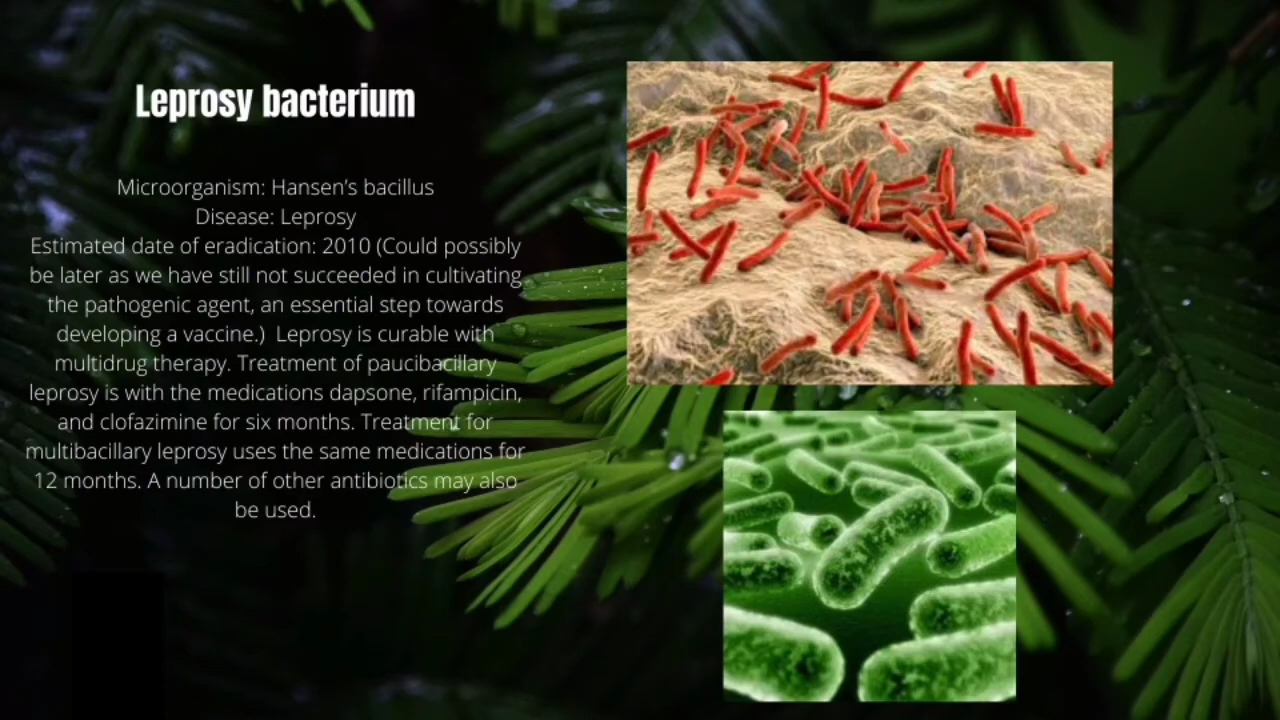 Leprosy bacterium
Microorganism: Hansen's bacillus
Disease: Leprosy
Estimated date of eradication: 2010 (Could possibly
be later as we have still not succeeded in cultivating
the pathogenic agent, an essential step towards
developing a vaccine.)  Leprosy is curable with
multidrug therapy. Treatment of paucibacillary
leprosy is with the medications dapsone, rifampicin,
and clofazimine for six months. Treatment for
multibacillary leprosy uses the same medications for
12 months. A number of other antibiotics may also
be used.